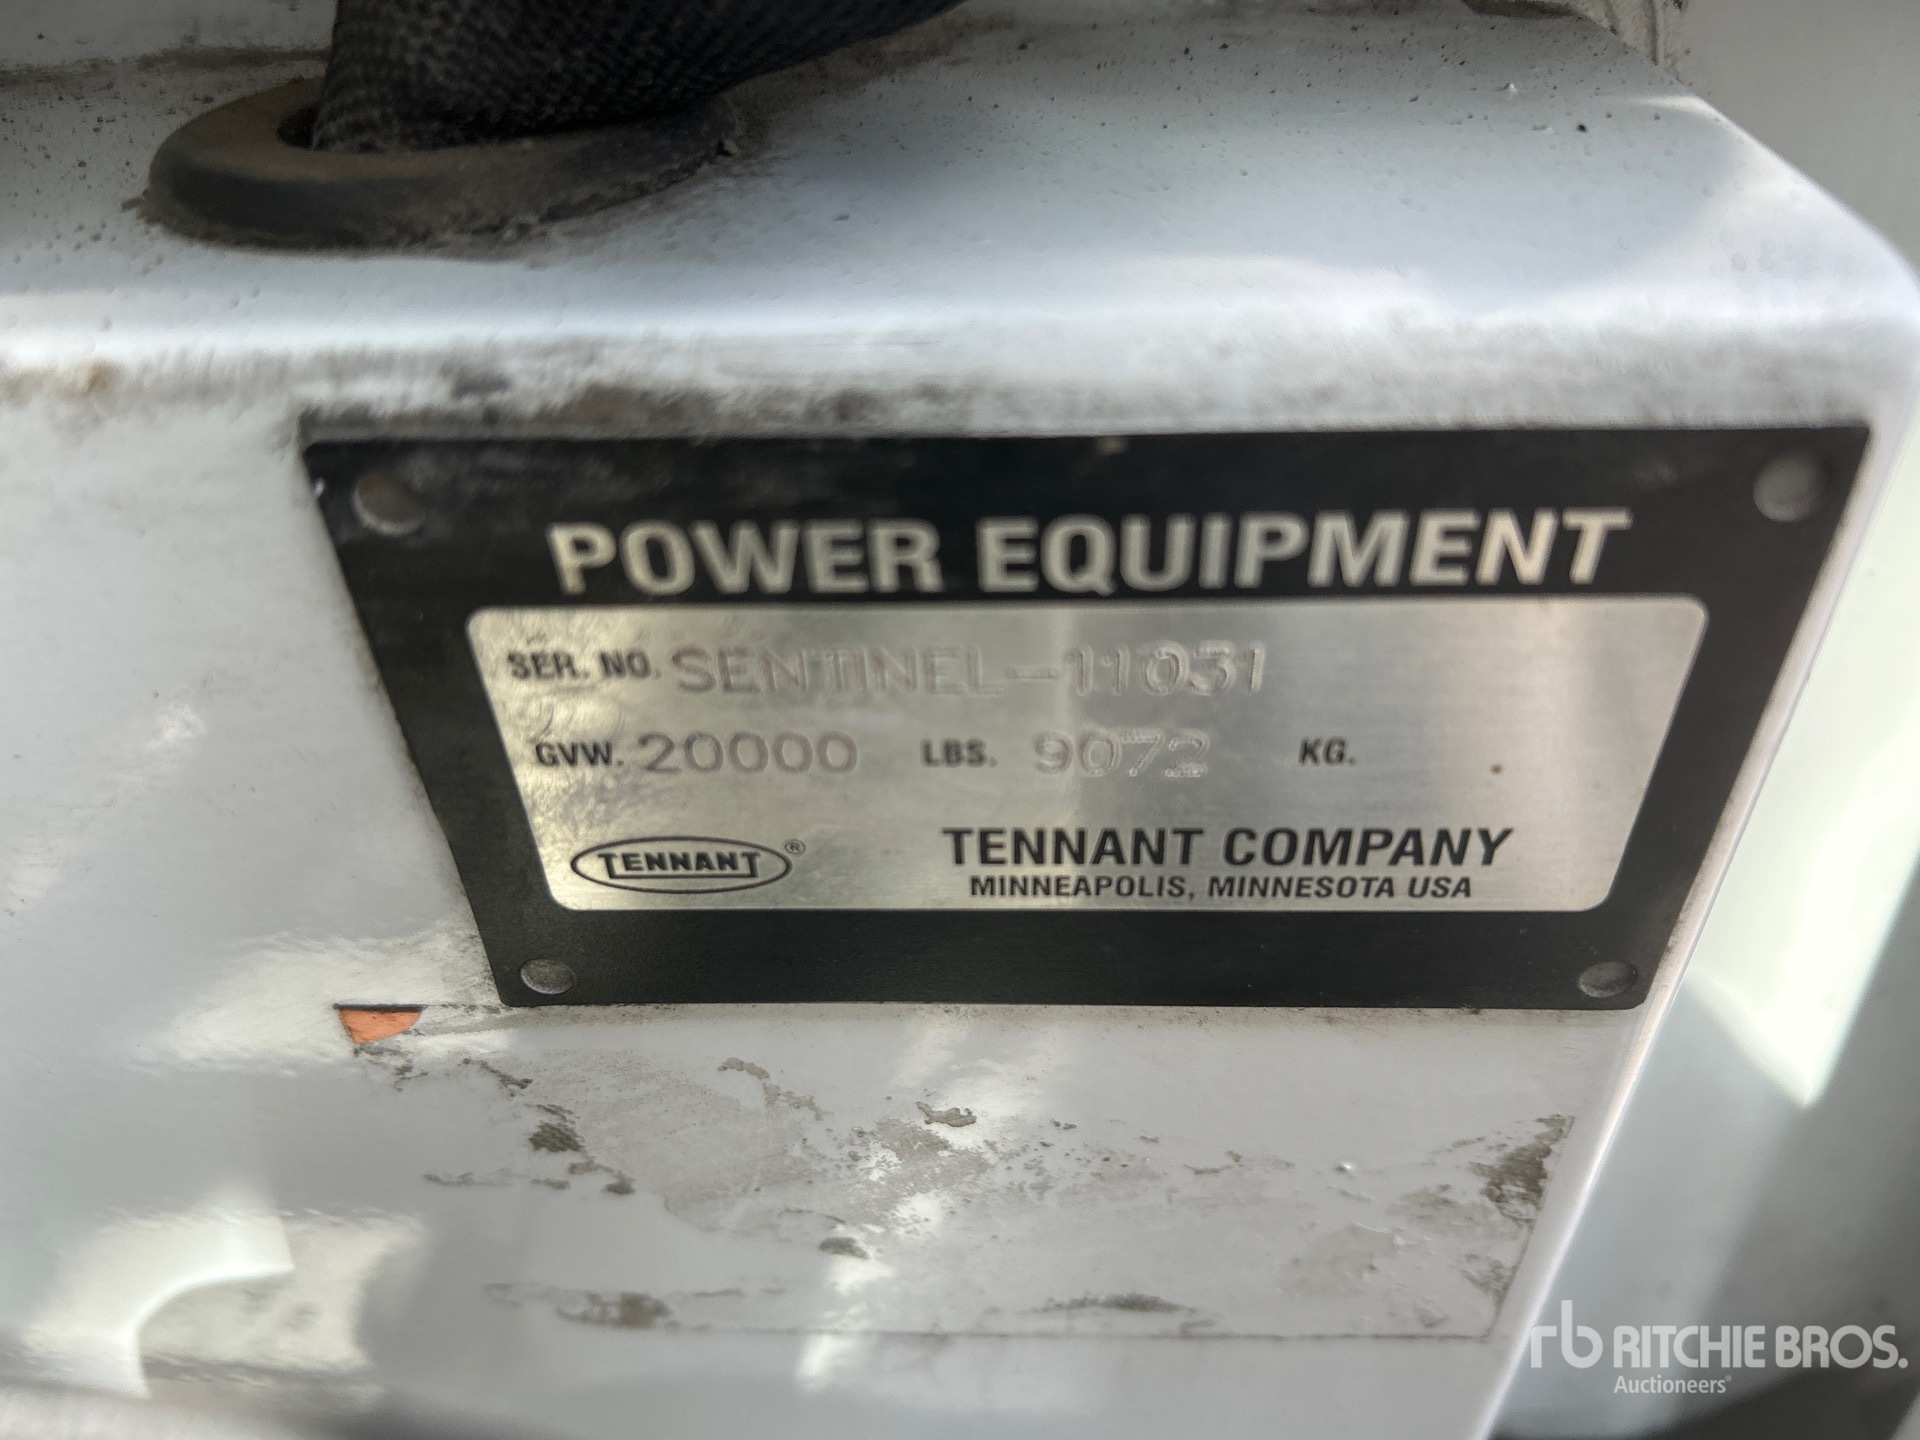 POWER EQUIPMENT
SER. NO. SENTINEL-11031
GVW. 20000 LBS. 9072 KG.
TENNANT®
TENNANT COMPANY
MINNEAPOLIS, MINNESOTA USA
rb RITCHIE BROS.
Auctioneers